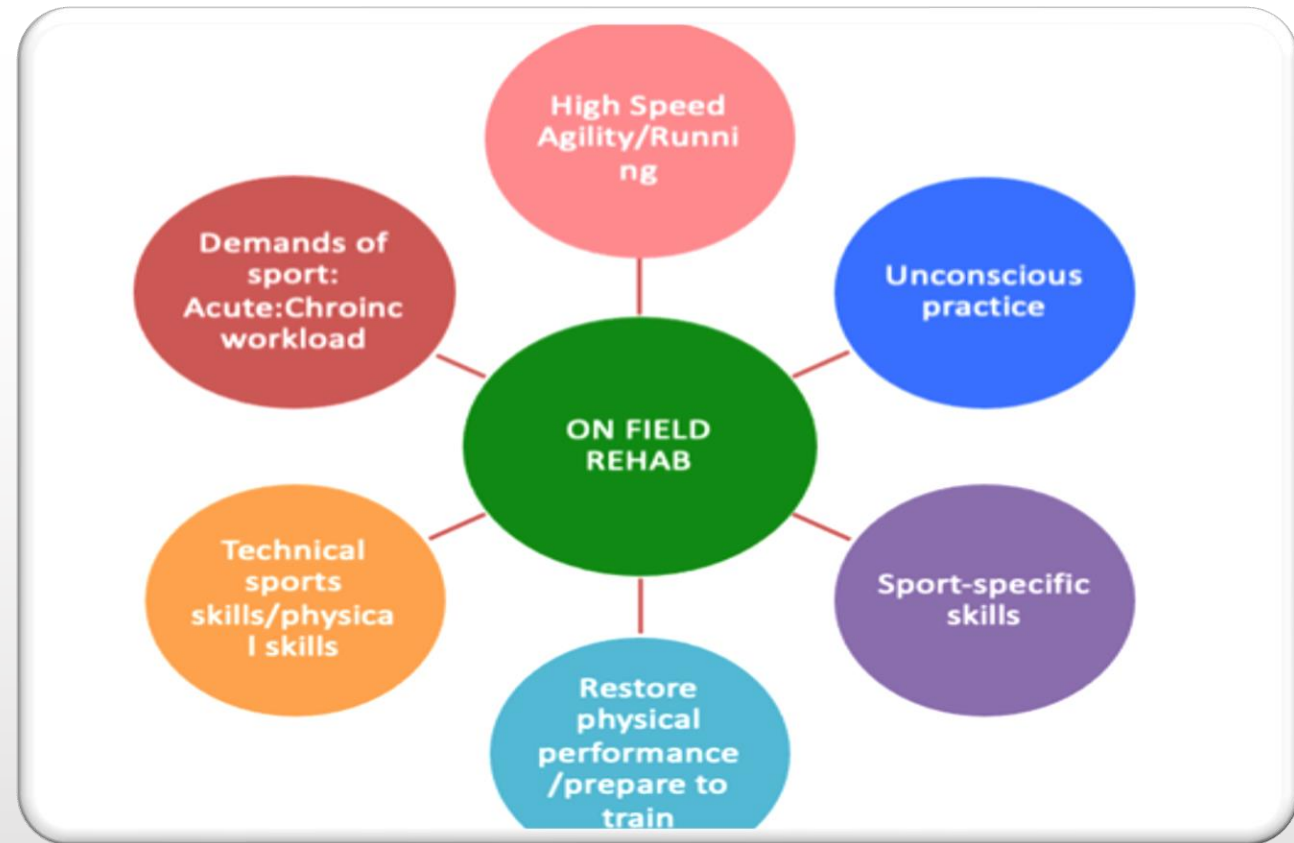 High Speed
Agility/Runni
ng
Unconscious
practice
Sport-specific
skills
Restore
physical
performance
/prepare to
train
Technical
sports
skills/physica
l skills
Demands of
sport:
Acute:Chroinc
workload
ON FIELD
REHAB